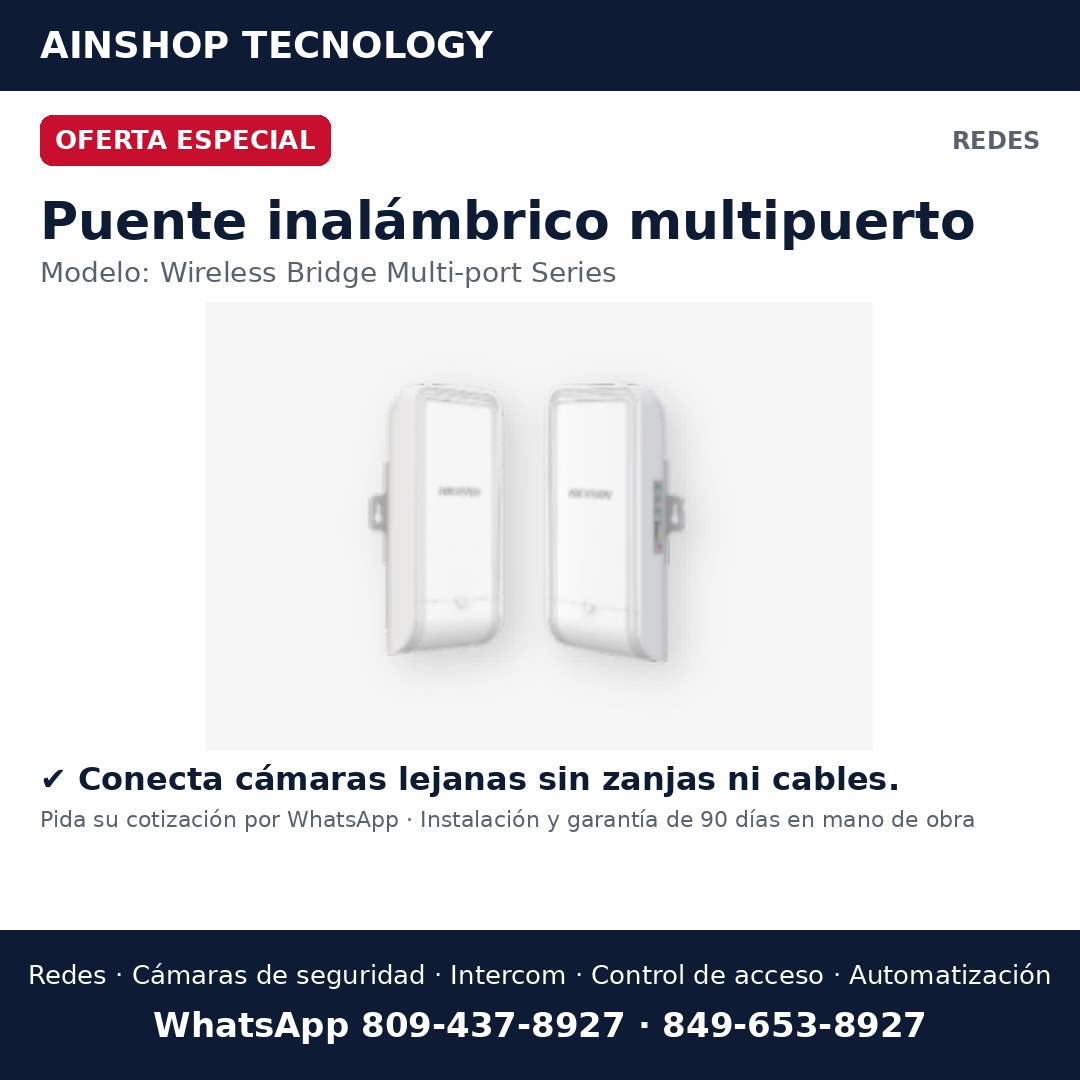 AINSHOP TECNOLOGY
OFERTA ESPECIAL
REDES
Puente inalámbrico multipuerto
Modelo: Wireless Bridge Multi-port Series
HIKVISION
✔ Conecta cámaras lejanas sin zanjas ni cables.
Pida su cotización por WhatsApp · Instalación y garantía de 90 días en mano de obra
Redes · Cámaras de seguridad · Intercom · Control de acceso · Automatización
WhatsApp 809-437-8927 · 849-653-8927